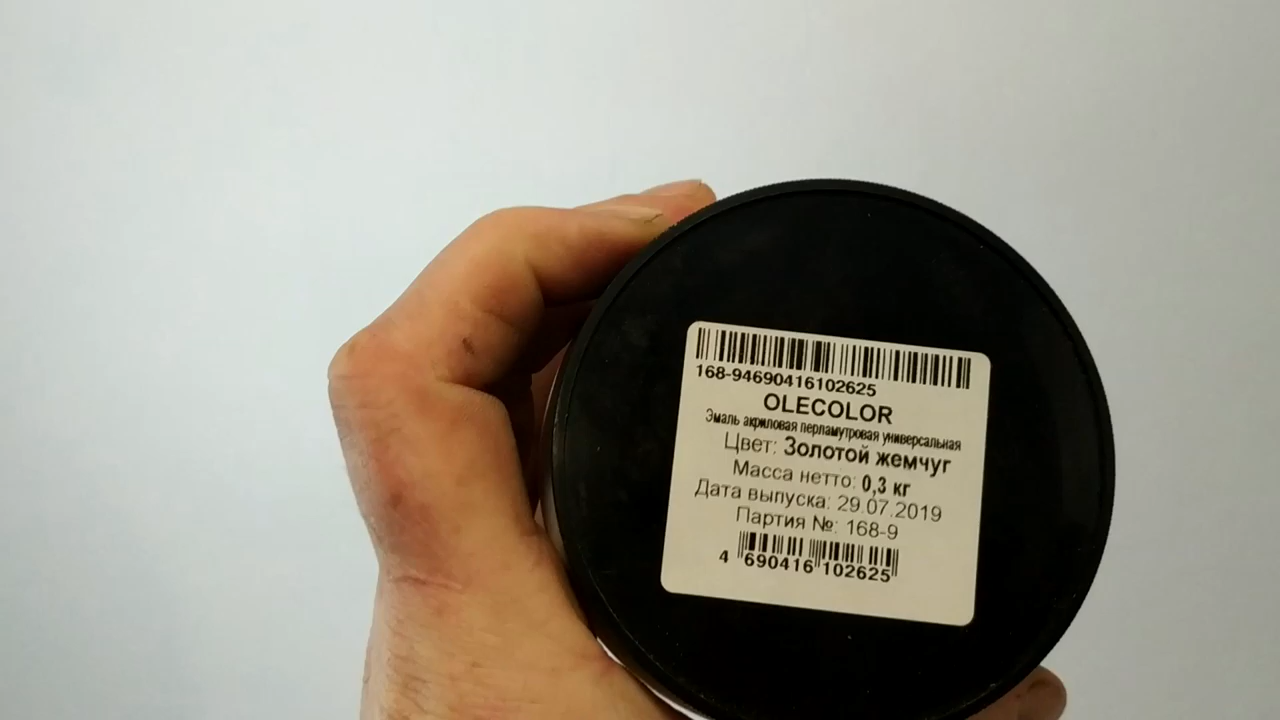 168-94690416102625
OLECOLOR
Эмаль акриловая перламутровая универсальная
Цвет: Золотой жемчуг
Масса нетто: 0,3 кг
Дата выпуска: 29.07.2019
Партия №: 168-9
4 690416 102625